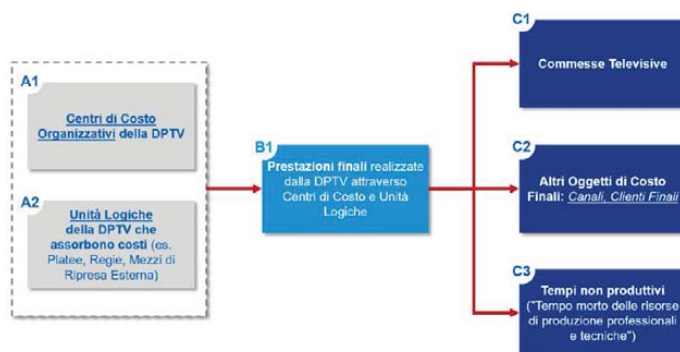 A1
Centri di Costo
Organizzativi della DPTV
A2
Unità Logiche
della DPTV che
assorbono costi (es.
Platee, Regie, Mezzi di
Ripresa Esterna)
B1
Prestazioni finali realizzate
dalla DPTV attraverso
Centri di Costo e Unità
Logiche
C1
Commesse Televisive
C2
Altri Oggetti di Costo
Finali: Canali, Clienti Finali
C3
Tempi non produttivi
("Tempo morto delle risorse
di produzione professionali
e tecniche")